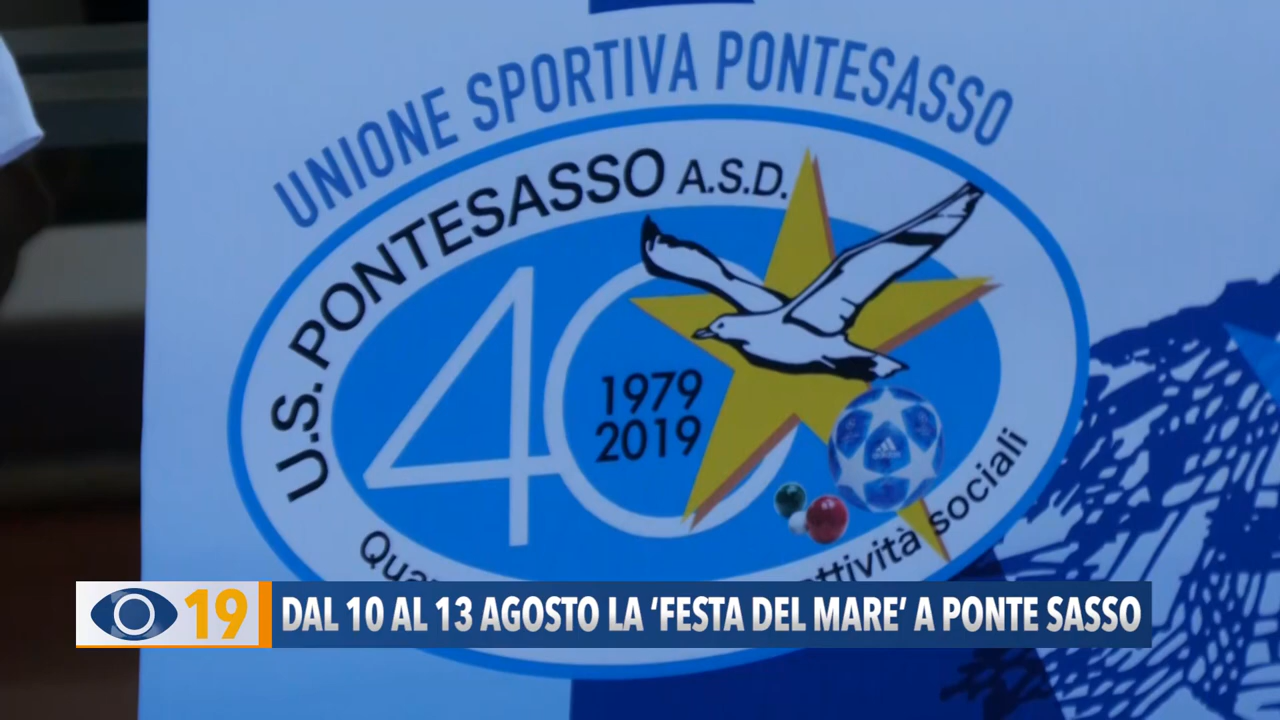 UNIONE SPORTIVA PONTESASSO
U.S. PONTESASSO A.S.D.
40
1979
2019
adidas
attività sociali
19
DAL 10 AL 13 AGOSTO LA ‘FESTA DEL MARE’ A PONTE SASSO